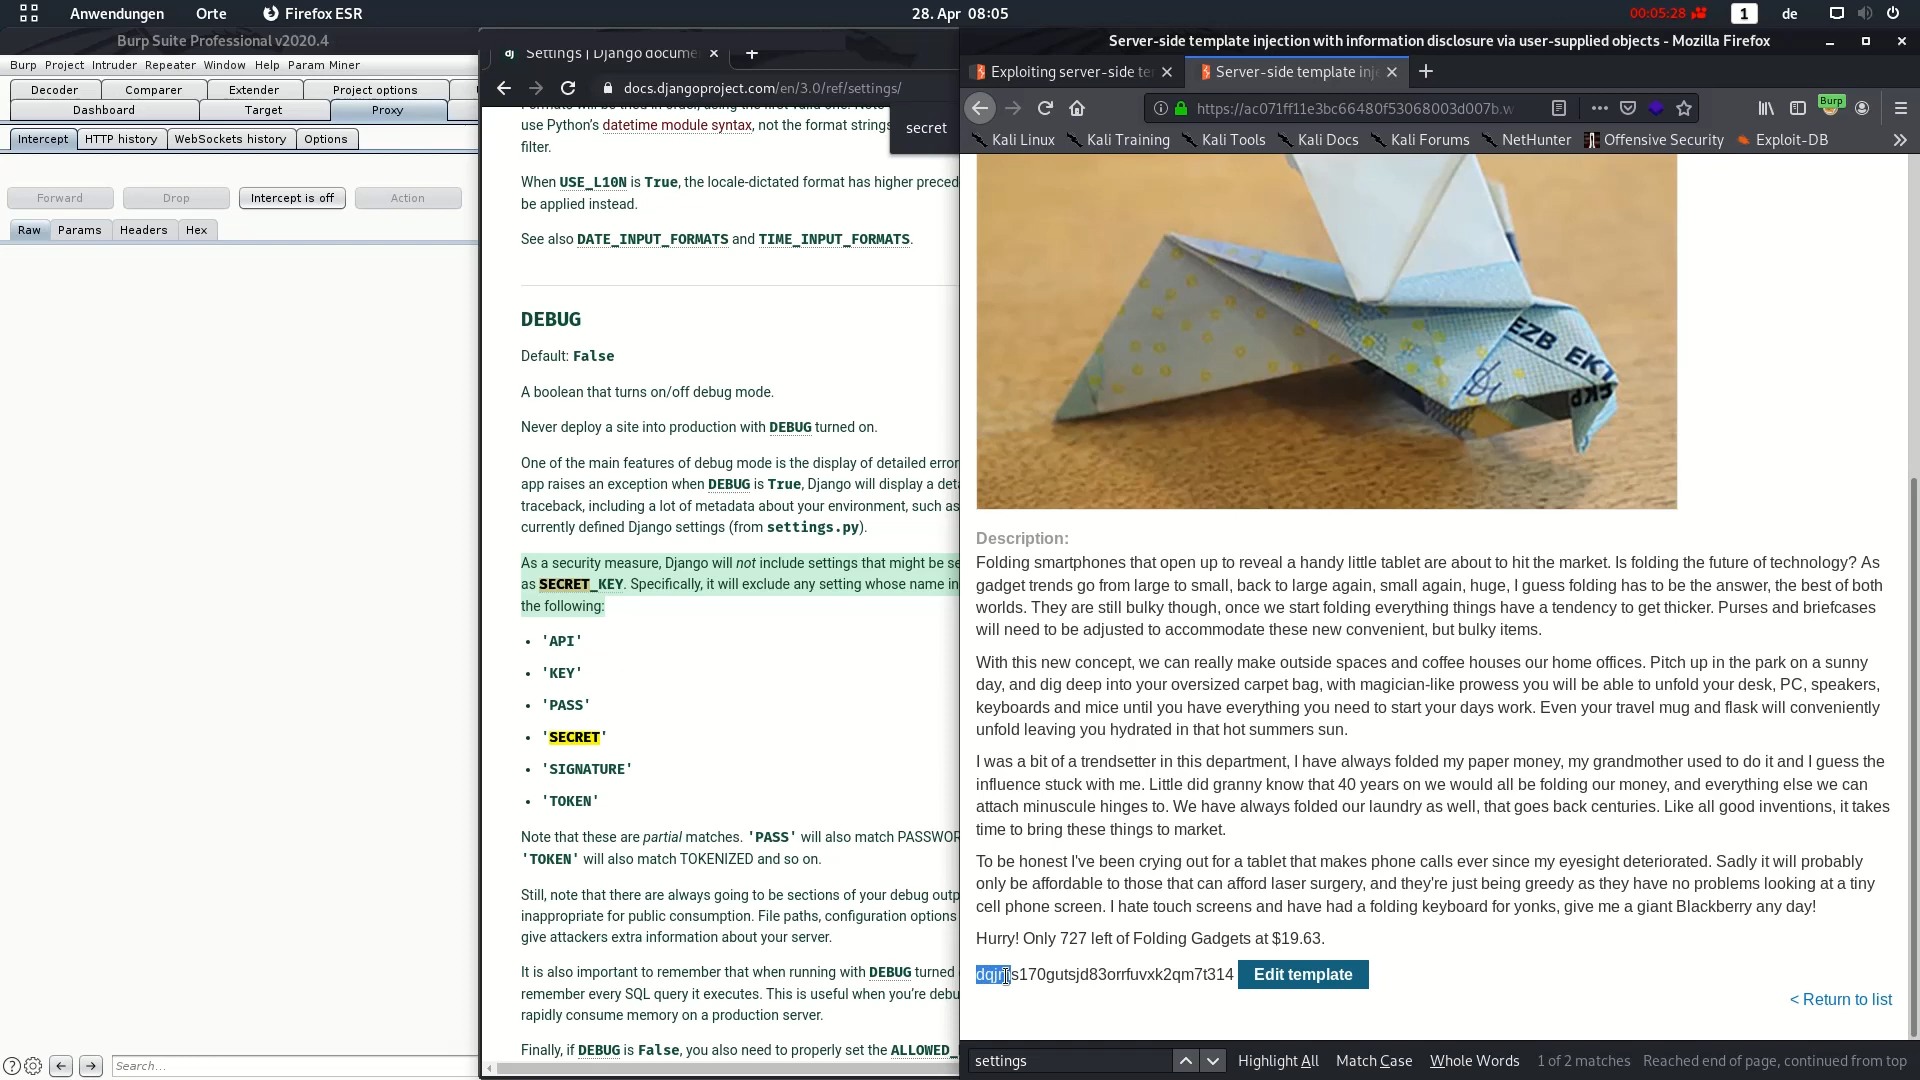 Anwendungen Orte Firefox ESR 28. Apr 08:05 00:05:28 1 de
Burp Suite Professional v2020.4
Burp Project Intruder Repeater Window Help Param Miner
Decoder Comparer Extender Project options
Dashboard Target Proxy
Intercept HTTP history WebSockets history Options
Forward Drop Intercept is off Action
Raw Params Headers Hex
Search...
Settings | Django docume
docs.djangoproject.com/en/3.0/ref/settings/
secret
use Python's datetime module syntax, not the format strings
filter.
When USE_L10N is True, the locale-dictated format has higher preced
be applied instead.
See also DATE_INPUT_FORMATS and TIME_INPUT_FORMATS.
DEBUG
Default: False
A boolean that turns on/off debug mode.
Never deploy a site into production with DEBUG turned on.
One of the main features of debug mode is the display of detailed error
app raises an exception when DEBUG is True, Django will display a det
traceback, including a lot of metadata about your environment, such as
currently defined Django settings (from settings.py).
As a security measure, Django will not include settings that might be se
as SECRET_KEY. Specifically, it will exclude any setting whose name in
the following:
• 'API'
• 'KEY'
• 'PASS'
• 'SECRET'
• 'SIGNATURE'
• 'TOKEN'
Note that these are partial matches. 'PASS' will also match PASSWOR
'TOKEN' will also match TOKENIZED and so on.
Still, note that there are always going to be sections of your debug outp
inappropriate for public consumption. File paths, configuration options
give attackers extra information about your server.
It is also important to remember that when running with DEBUG turned
remember every SQL query it executes. This is useful when you're debu
rapidly consume memory on a production server.
Finally, if DEBUG is False, you also need to properly set the ALLOWED_
Server-side template injection with information disclosure via user-supplied objects - Mozilla Firefox
Exploiting server-side te Server-side template inje
https://ac071ff11e3bc66480f53068003d007b.w Burp
Kali Linux Kali Training Kali Tools Kali Docs Kali Forums NetHunter Offensive Security Exploit-DB
EZB EKT
Description:
Folding smartphones that open up to reveal a handy little tablet are about to hit the market. Is folding the future of technology? As
gadget trends go from large to small, back to large again, small again, huge, I guess folding has to be the answer, the best of both
worlds. They are still bulky though, once we start folding everything things have a tendency to get thicker. Purses and briefcases
will need to be adjusted to accommodate these new convenient, but bulky items.
With this new concept, we can really make outside spaces and coffee houses our home offices. Pitch up in the park on a sunny
day, and dig deep into your oversized carpet bag, with magician-like prowess you will be able to unfold your desk, PC, speakers,
keyboards and mice until you have everything you need to start your days work. Even your travel mug and flask will conveniently
unfold leaving you hydrated in that hot summers sun.
I was a bit of a trendsetter in this department, I have always folded my paper money, my grandmother used to do it and I guess the
influence stuck with me. Little did granny know that 40 years on we would all be folding our money, and everything else we can
attach minuscule hinges to. We have always folded our laundry as well, that goes back centuries. Like all good inventions, it takes
time to bring these things to market.
To be honest I've been crying out for a tablet that makes phone calls ever since my eyesight deteriorated. Sadly it will probably
only be affordable to those that can afford laser surgery, and they're just being greedy as they have no problems looking at a tiny
cell phone screen. I hate touch screens and have had a folding keyboard for yonks, give me a giant Blackberry any day!
Hurry! Only 727 left of Folding Gadgets at $19.63.
Edit template
< Return to list
settings Highlight All Match Case Whole Words 1 of 2 matches Reached end of page, continued from top